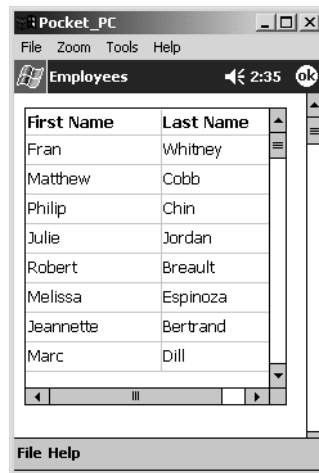 Pocket_PC
File Zoom Tools Help
Employees 2:35 ok
First Name Last Name
Fran Whitney
Matthew Cobb
Philip Chin
Julie Jordan
Robert Breault
Melissa Espinoza
Jeannette Bertrand
Marc Dill
File Help